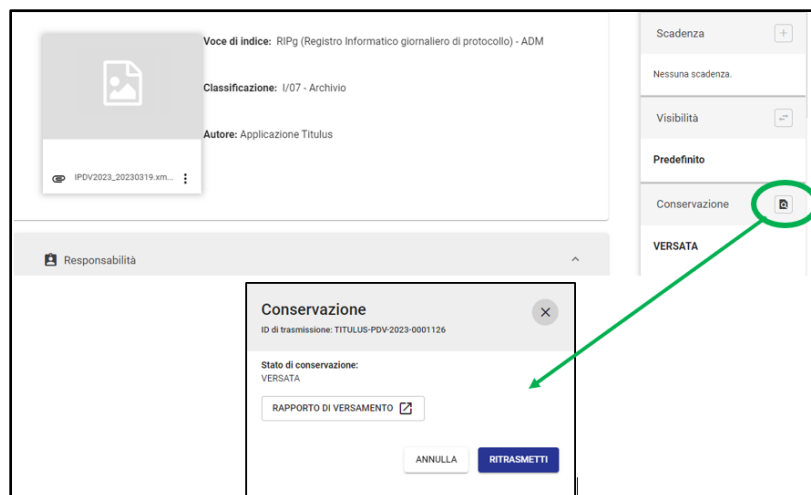 Voce di indice: RIPg (Registro Informatico giornaliero di protocollo) - ADM
Classificazione: I/07 - Archivio
Autore: Applicazione Titulus
IPDV2023_20230319.xm...
Responsabilità
Scadenza
Nessuna scadenza.
Visibilità
Predefinito
Conservazione
VERSATA
Conservazione
ID di trasmissione: TITULUS-PDV-2023-0001126
Stato di conservazione:
VERSATA
RAPPORTO DI VERSAMENTO
ANNULLA
RITRASMETTI